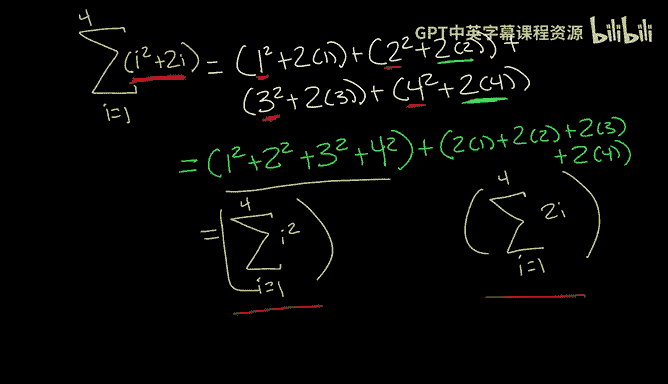 GPT中英字幕课程资源 bilibili
4
∑ (i²+2i) = (1²+2(1)) + (2²+2(2)) +
i=1
(3²+2(3)) + (4²+2(4))
= (1²+2²+3²+4²) + (2(1)+2(2)+2(3)
+2(4))
4 4
= (∑ i²) (∑ 2i)
i=1 i=1